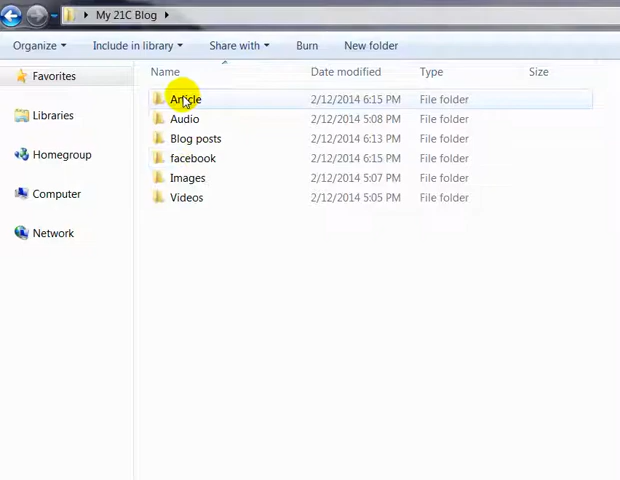 My 21C Blog
Organize Include in library Share with Burn New folder
Name Date modified Type Size
Favorites
Libraries
Homegroup
Computer
Network
Article 2/12/2014 6:15 PM File folder
Audio 2/12/2014 5:08 PM File folder
Blog posts 2/12/2014 6:13 PM File folder
facebook 2/12/2014 6:15 PM File folder
Images 2/12/2014 5:07 PM File folder
Videos 2/12/2014 5:05 PM File folder